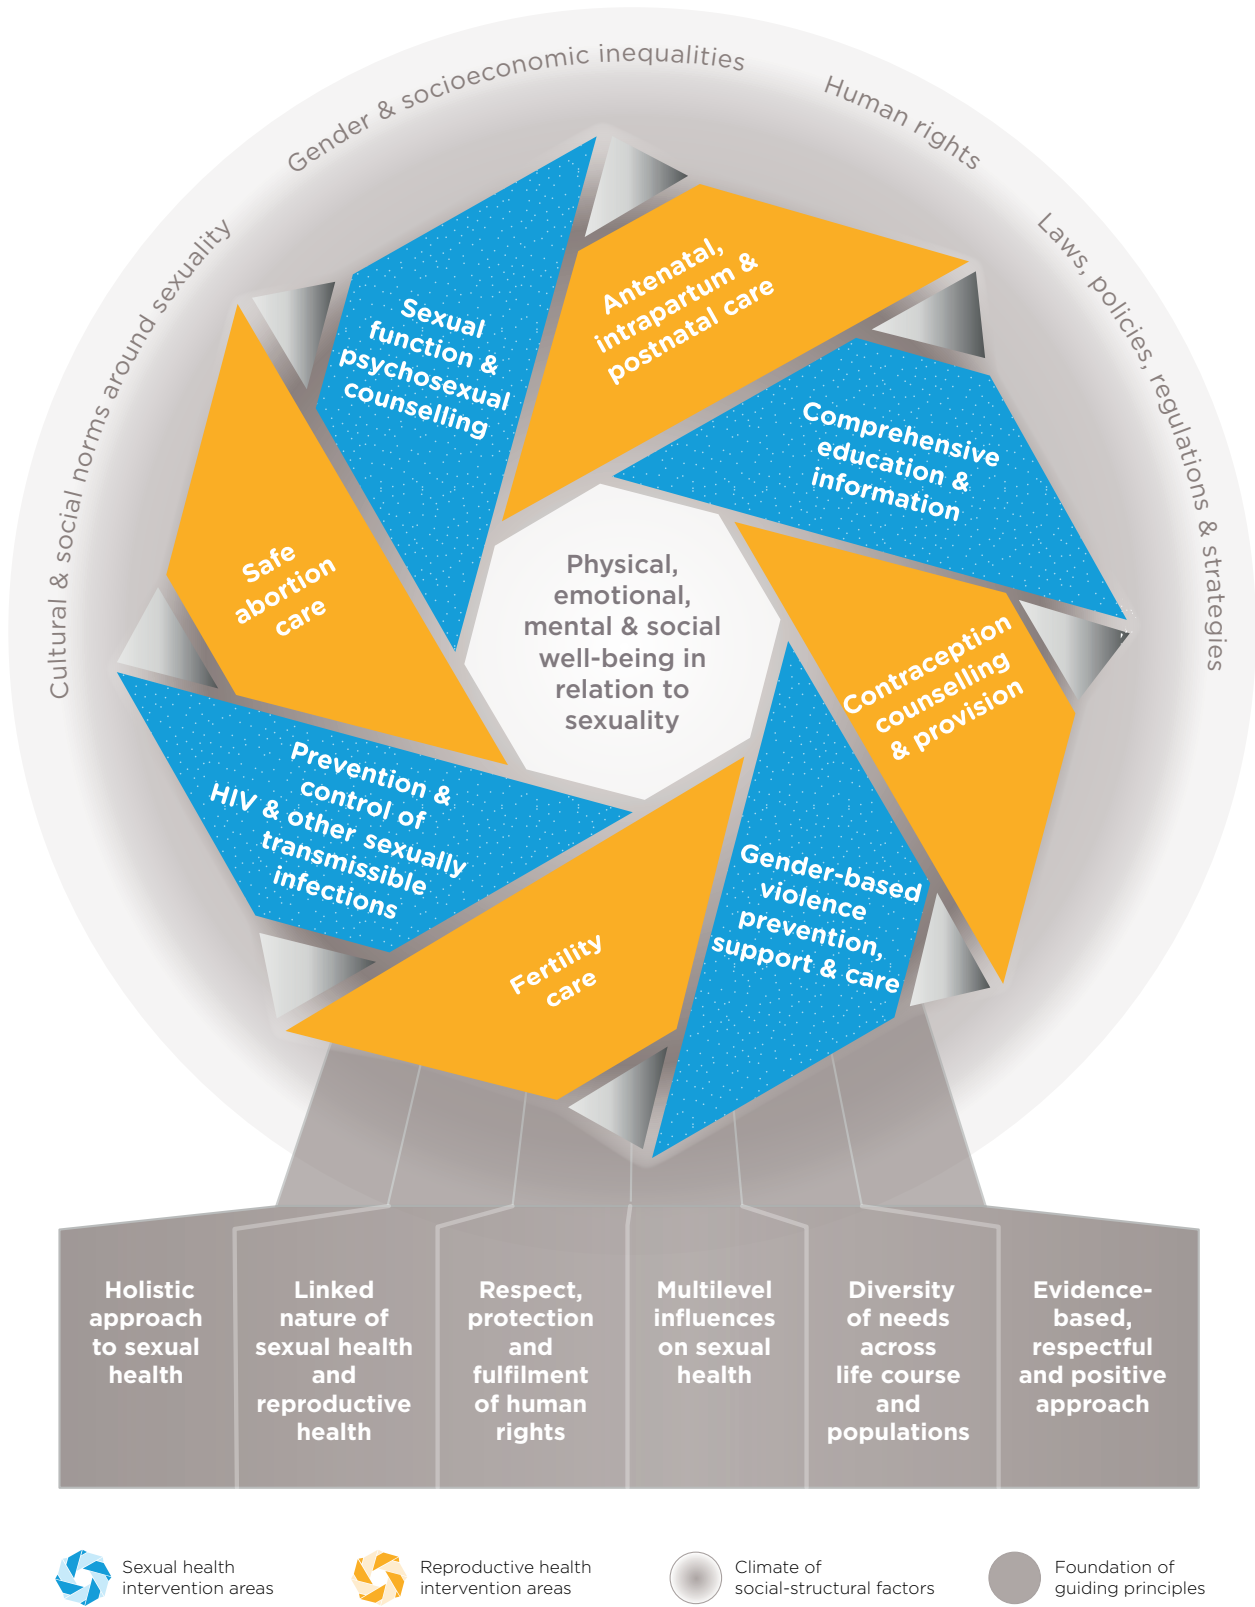 Cultural & social norms around sexuality
Gender & socioeconomic inequalities
Human rights
Laws, policies, regulations & strategies
Sexual
function &
psychosexual
counselling
Antenatal,
intrapartum &
postnatal care
Comprehensive
education &
information
Contraception
counselling
& provision
Gender-based
violence
prevention,
support & care
Fertility
care
Prevention &
control of
HIV & other sexually
transmissible
infections
Safe
abortion
care
Physical,
emotional,
mental & social
well-being in
relation to
sexuality
Holistic
approach
to sexual
health
Linked
nature of
sexual health
and
reproductive
health
Respect,
protection
and
fulfilment
of human
rights
Multilevel
influences
on sexual
health
Diversity
of needs
across
life course
and
populations
Evidence-
based,
respectful
and positive
approach
Sexual health
intervention areas
Reproductive health
intervention areas
Climate of
social-structural factors
Foundation of
guiding principles